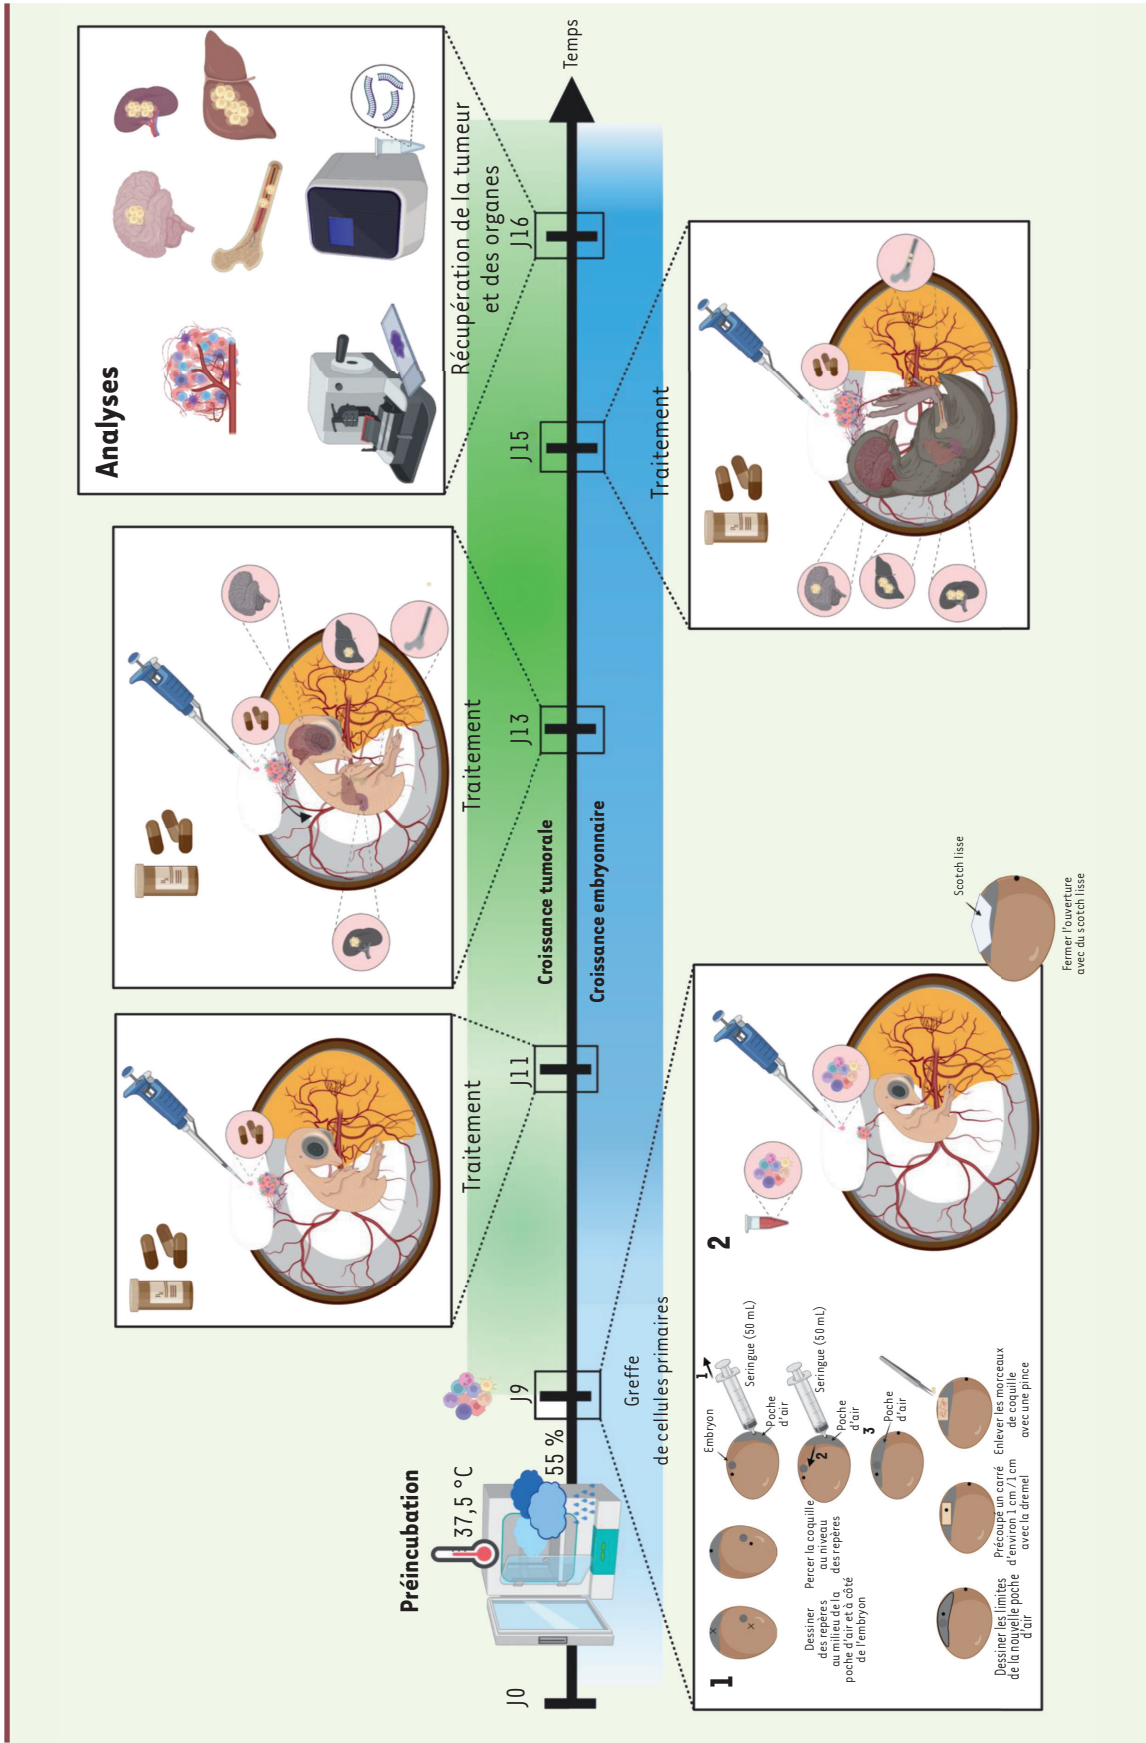 Analyses
Temps
Récupération de la tumeur
et des organes
J16
J15
Traitement
J13
Traitement
J11
Traitement
Croissance tumorale
Croissance embryonnaire
J9
Greffe
de cellules primaires
Préincubation
37,5 °C
55 %
J0
1
Dessiner
des repères
au milieu de la
poche d'air et à côté
de l'embryon
Percer la coquille
au niveau
des repères
Embryon
1
Seringue (50 mL)
Poche
d'air
2
Seringue (50 mL)
Poche
d'air
3
Poche
d'air
Dessiner les limites
de la nouvelle poche
d'air
Précoupé un carré
d'environ 1 cm /1 cm
avec la dremel
Enlever les morceaux
de coquille
avec une pince
2
Scotch lisse
Fermer l'ouverture
avec du scotch lisse